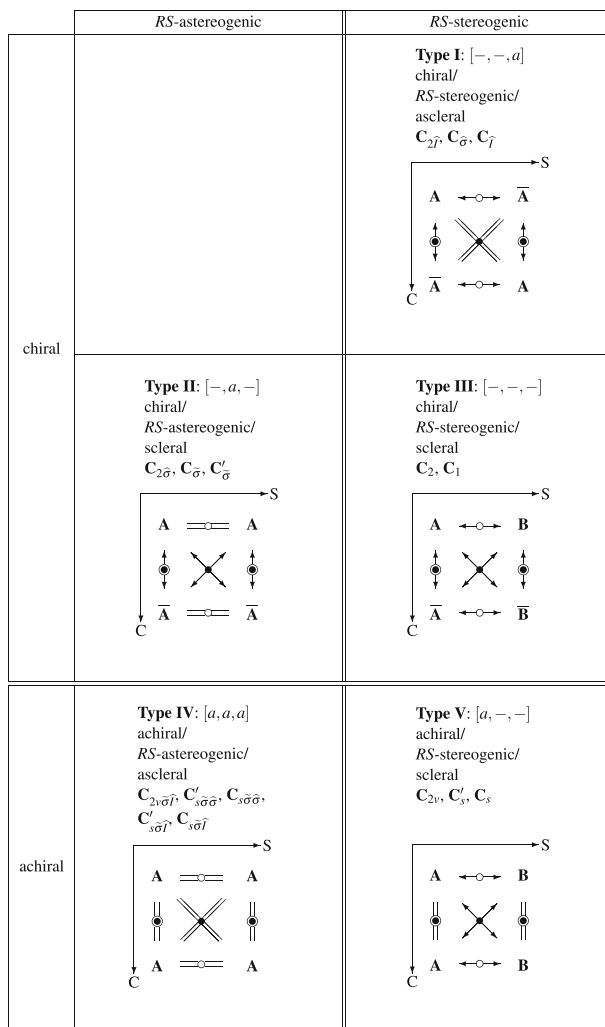 RS-astereogenic RS-stereogenic
Type I: [−, −, a]
chiral/
RS-stereogenic/
ascleral
C2Î, Cσ̂, CÎ
S
A A̅
A̅ A
C
chiral
Type II: [−, a, −]
chiral/
RS-astereogenic/
scleral
C2σ̂, Cσ̃, C′σ̃
S
A A
A̅ A̅
C
Type III: [−, −, −]
chiral/
RS-stereogenic/
scleral
C2, C1
S
A B
A̅ B̅
C
achiral
Type IV: [a, a, a]
achiral/
RS-astereogenic/
ascleral
C2vσ̃Î, C′sσ̃σ̂, Csσ̃σ̂,
C′sσ̃Î, Csσ̃Î
S
A A
A A
C
Type V: [a, −, −]
achiral/
RS-stereogenic/
scleral
C2v, C′s, Cs
S
A B
A B
C